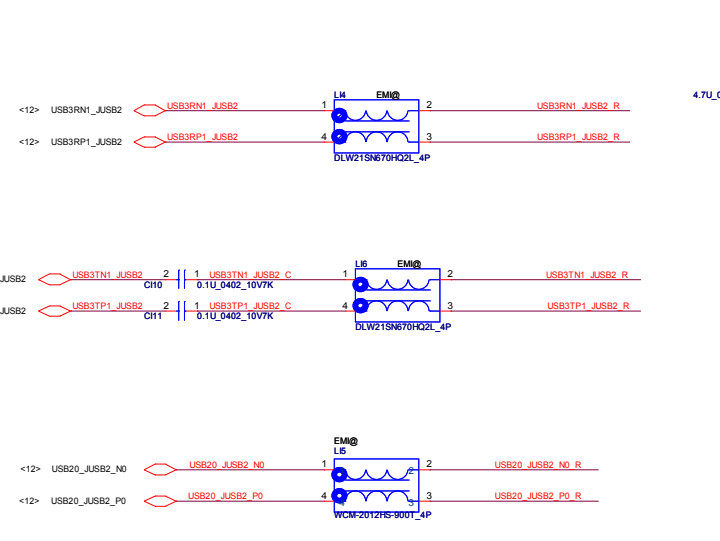 LI4 EMI@
4.7U_0
<12> USB3RN1_JUSB2 USB3RN1_JUSB2 1 2 USB3RN1_JUSB2_R
<12> USB3RP1_JUSB2 USB3RP1_JUSB2 4 3 USB3RP1_JUSB2_R
DLW21SN670HQ2L_4P
LI6 EMI@
JUSB2 USB3TN1_JUSB2 2 1 USB3TN1_JUSB2_C 1 2 USB3TN1_JUSB2_R
CI10 0.1U_0402_10V7K
JUSB2 USB3TP1_JUSB2 2 1 USB3TP1_JUSB2_C 4 3 USB3TP1_JUSB2_R
CI11 0.1U_0402_10V7K
DLW21SN670HQ2L_4P
EMI@
LI5
<12> USB20_JUSB2_N0 USB20_JUSB2_N0 1 2 2 USB20_JUSB2_N0_R
<12> USB20_JUSB2_P0 USB20_JUSB2_P0 4 3 3 USB20_JUSB2_P0_R
WCM-2012HS-900T_4P